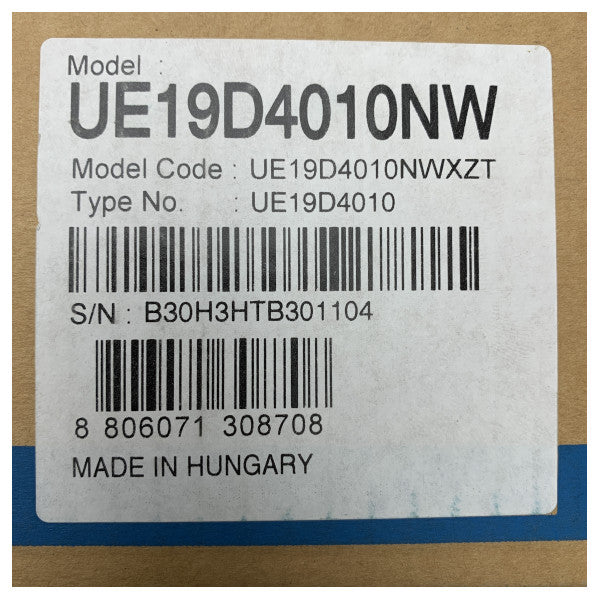 Model :
UE19D4010NW
Model Code : UE19D4010NWXZT
Type No. : UE19D4010
S/N : B30H3HTB301104
8 806071 308708
MADE IN HUNGARY